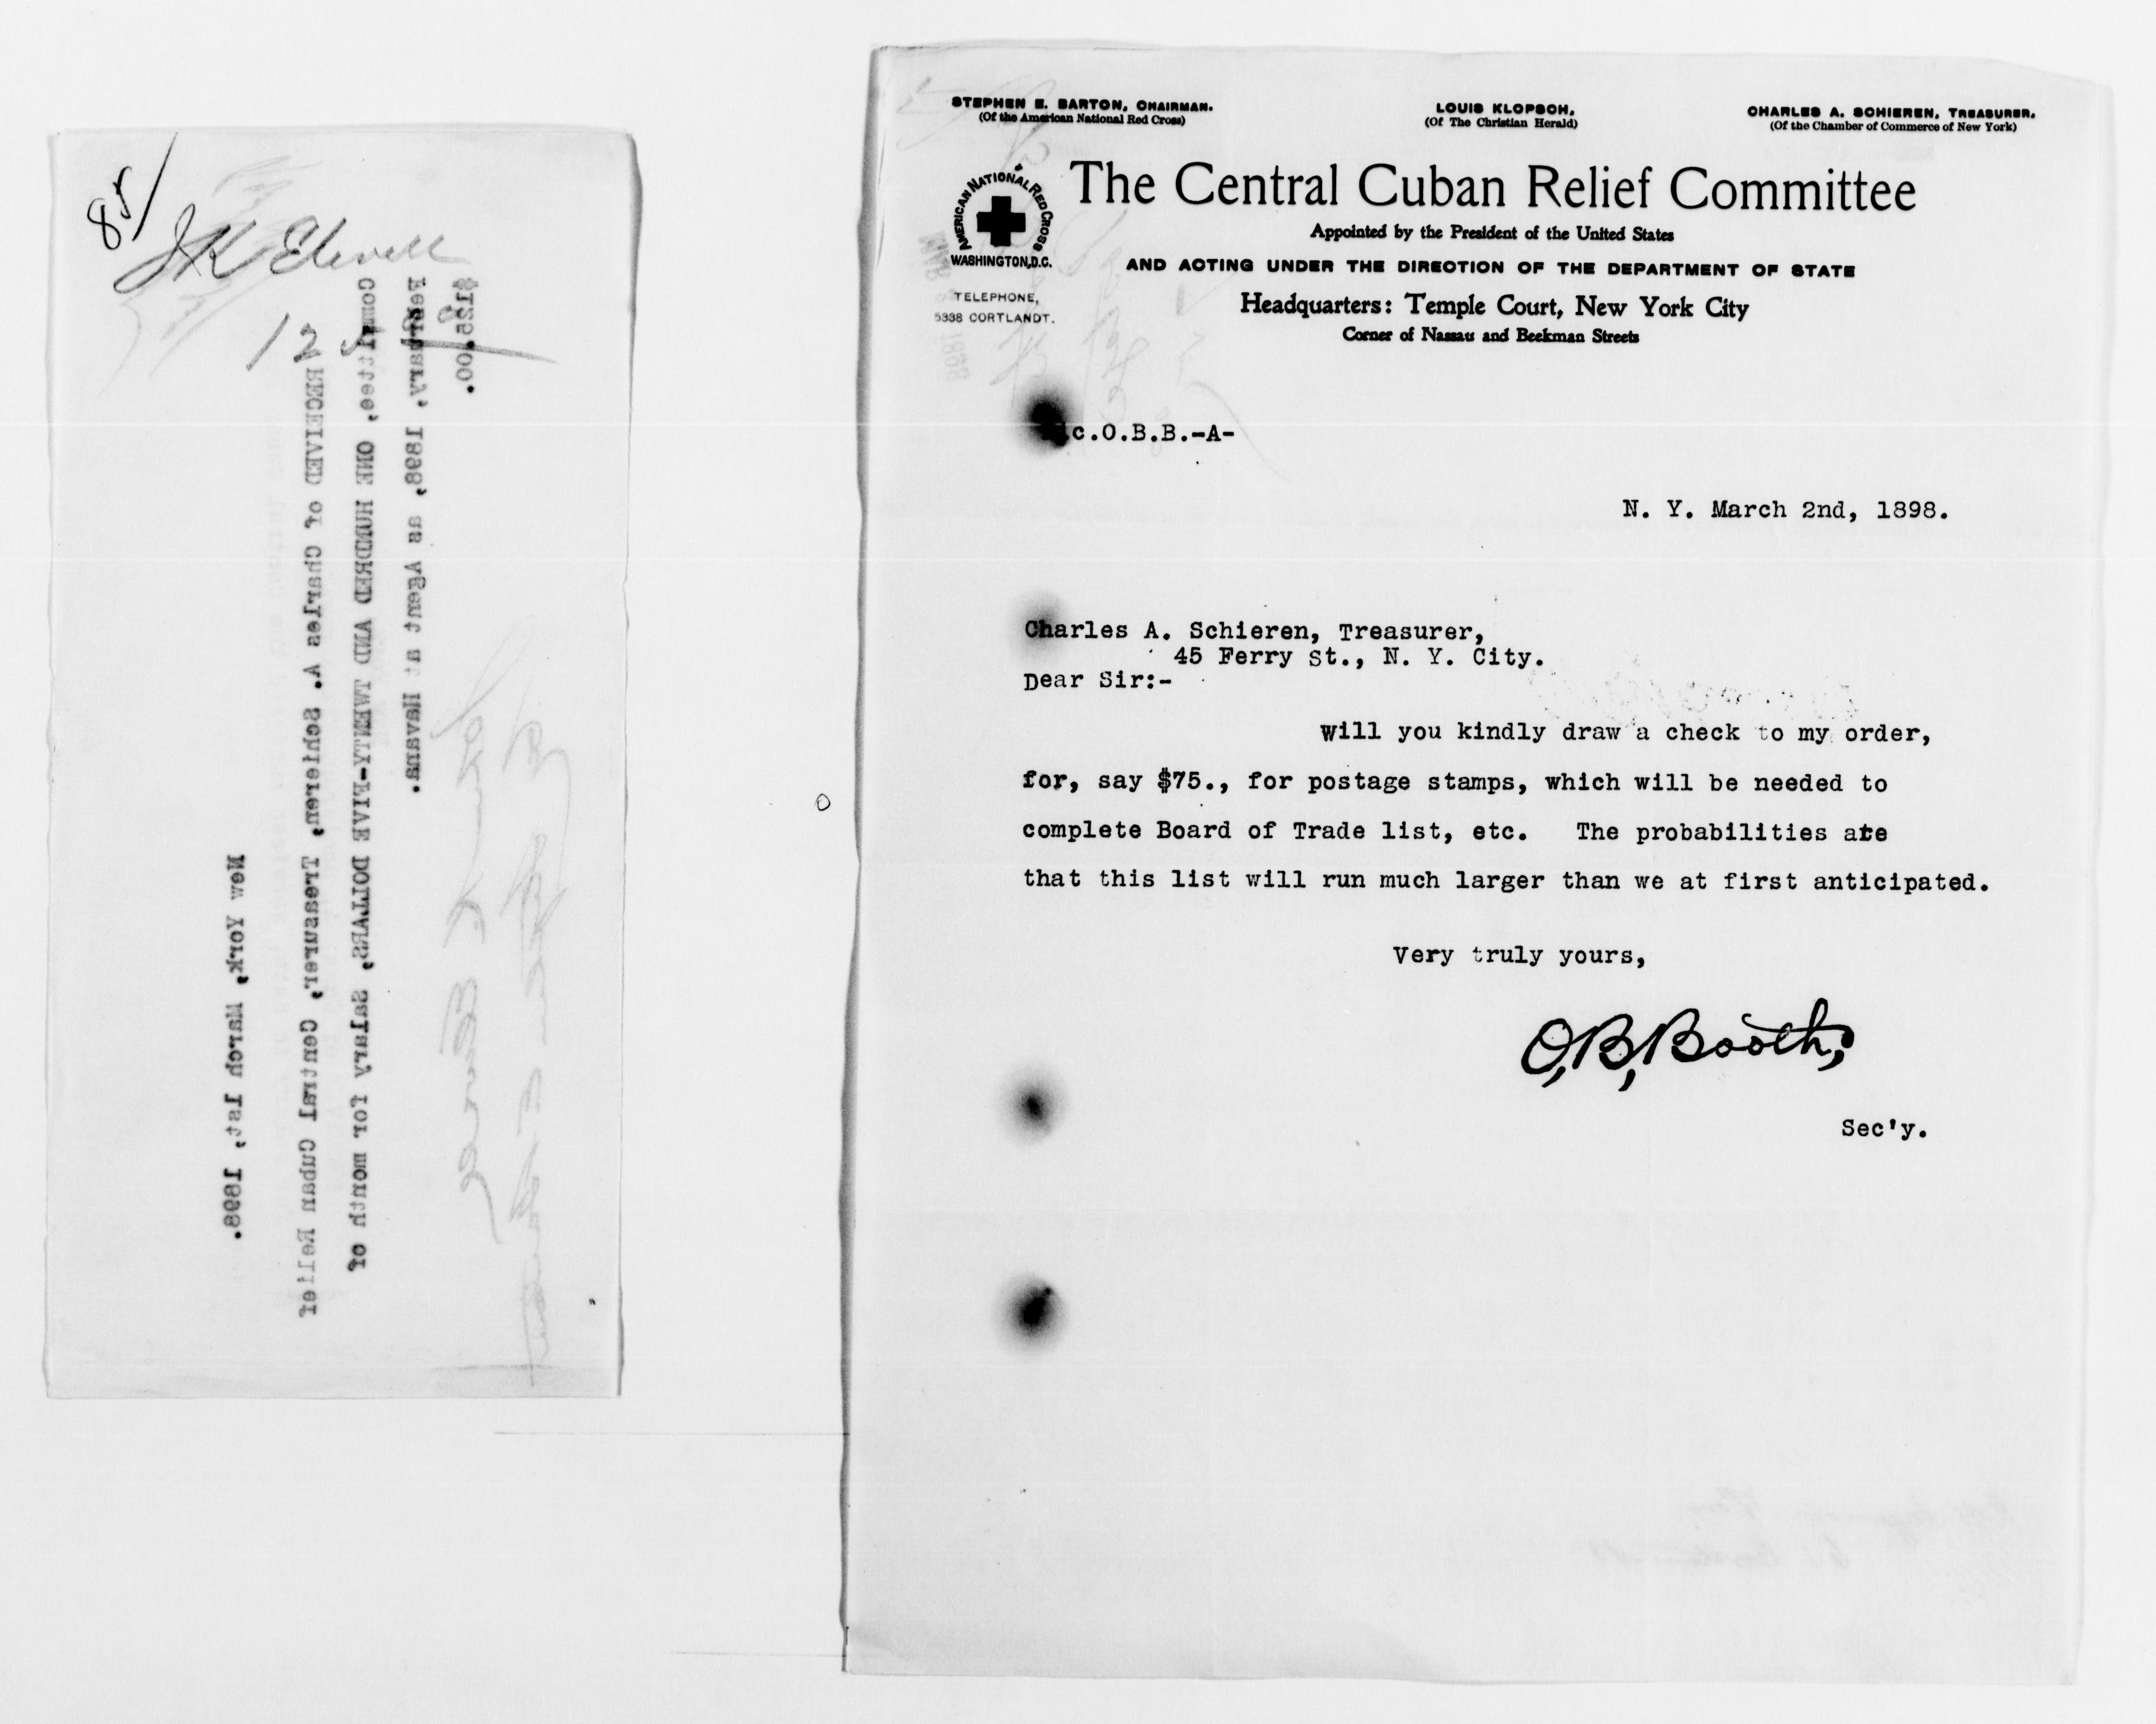 85/
J K Elwell
125
New York, March 1st, 1898.
RECEIVED of Charles A. Schieren, Treasurer, Central Cuban Relief
Committee, ONE HUNDRED AND TWENTY-FIVE DOLLARS, Salary for month of
February, 1898, as Agent at Havana.
$125.00.
STEPHEN E. BARTON, CHAIRMAN.
(Of the American National Red Cross)
LOUIS KLOPSCH,
(Of The Christian Herald)
CHARLES A. SCHIEREN, TREASURER.
(Of the Chamber of Commerce of New York)
AMERICAN NATIONAL RED CROSS
WASHINGTON, D.C.
The Central Cuban Relief Committee
Appointed by the President of the United States
AND ACTING UNDER THE DIRECTION OF THE DEPARTMENT OF STATE
TELEPHONE,
5338 CORTLANDT.
Headquarters: Temple Court, New York City
Corner of Nassau and Beekman Streets
c.O.B.B.-A-
N. Y. March 2nd, 1898.
Charles A. Schieren, Treasurer,
45 Ferry St., N. Y. City.
Dear Sir:-
Will you kindly draw a check to my order,
for, say $75., for postage stamps, which will be needed to
complete Board of Trade list, etc. The probabilities are
that this list will run much larger than we at first anticipated.
Very truly yours,
O. B. Booth,
Sec'y.